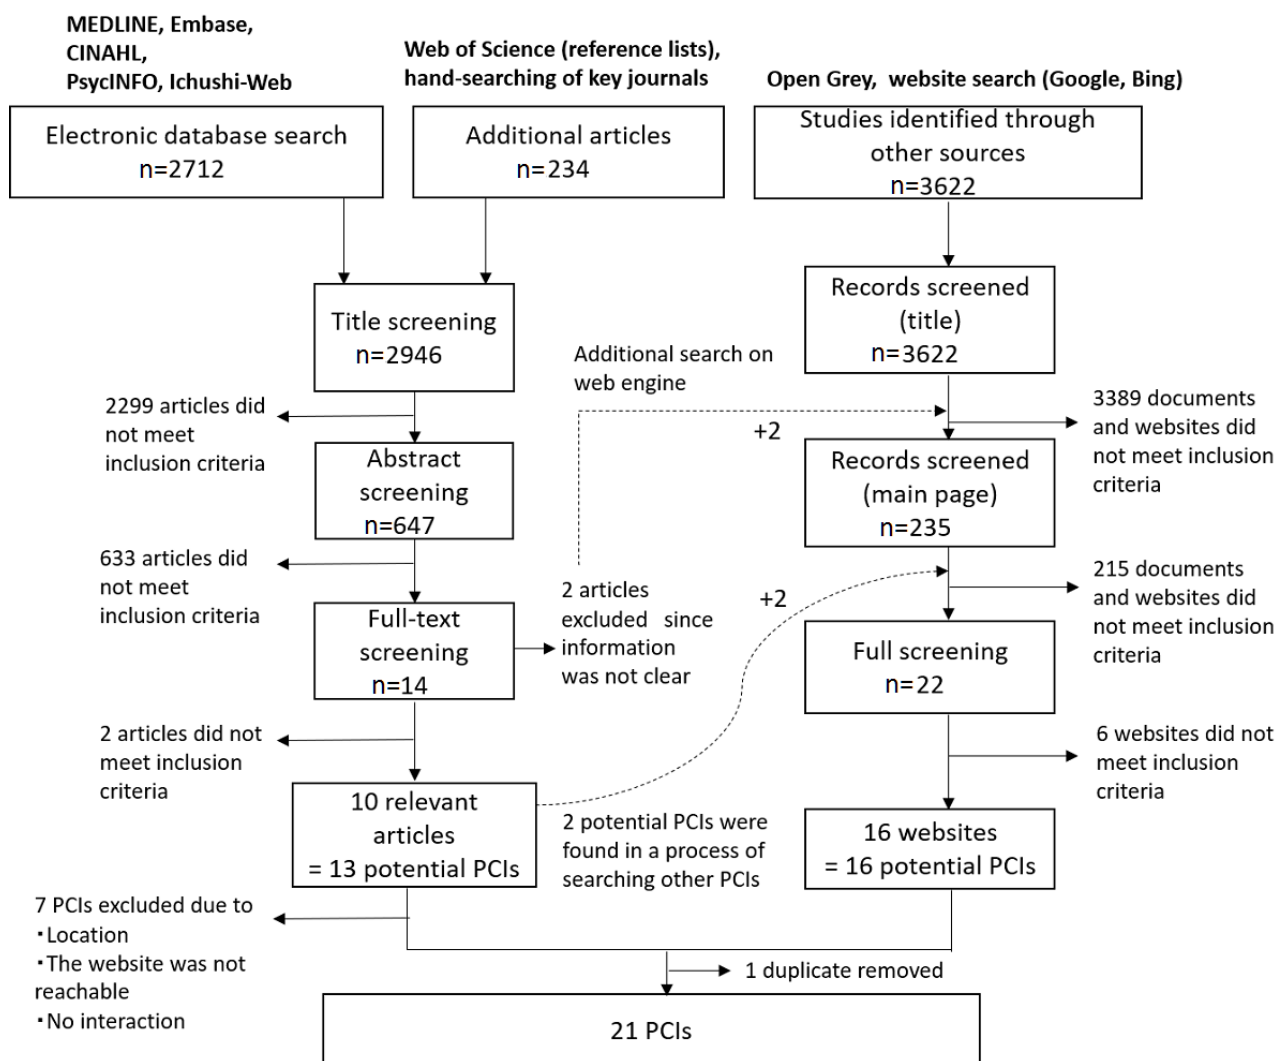 MEDLINE, Embase,
CINAHL,
PsycINFO, Ichushi-Web
Web of Science (reference lists),
hand-searching of key journals
Open Grey, website search (Google, Bing)
Electronic database search
n=2712
Additional articles
n=234
Studies identified through
other sources
n=3622
Title screening
n=2946
Records screened
(title)
n=3622
Additional search on
web engine
+2
2299 articles did
not meet
inclusion criteria
3389 documents
and websites did
not meet inclusion
criteria
Abstract
screening
n=647
Records screened
(main page)
n=235
633 articles did
not meet
inclusion criteria
2 articles
excluded since
information
was not clear
+2
215 documents
and websites did
not meet inclusion
criteria
Full-text
screening
n=14
Full screening
n=22
2 articles did not
meet inclusion
criteria
6 websites did not
meet inclusion
criteria
10 relevant
articles
= 13 potential PCIs
2 potential PCIs were
found in a process of
searching other PCIs
16 websites
= 16 potential PCIs
7 PCIs excluded due to
・Location
・The website was not
reachable
・No interaction
1 duplicate removed
21 PCIs